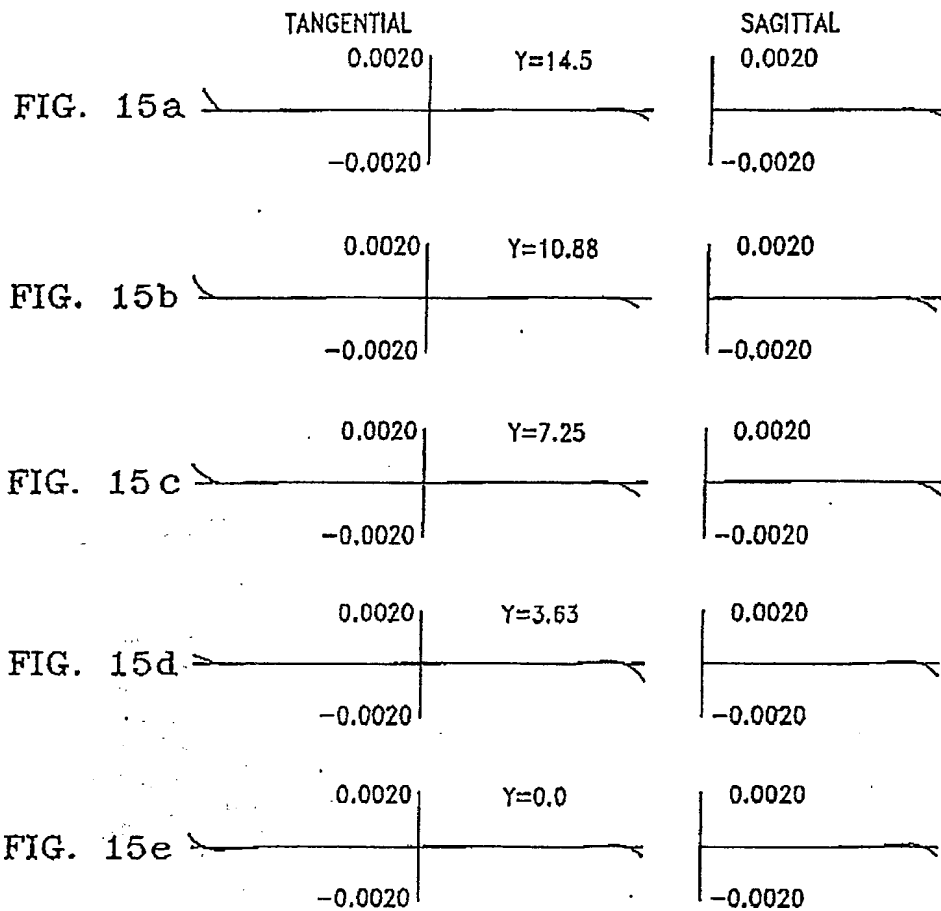 TANGENTIAL SAGITTAL
0.0020 Y=14.5 0.0020
FIG. 15a
-0.0020 -0.0020
0.0020 Y=10.88 0.0020
FIG. 15b
-0.0020 -0.0020
0.0020 Y=7.25 0.0020
FIG. 15c
-0.0020 -0.0020
0.0020 Y=3.63 0.0020
FIG. 15d
-0.0020 -0.0020
0.0020 Y=0.0 0.0020
FIG. 15e
-0.0020 -0.0020